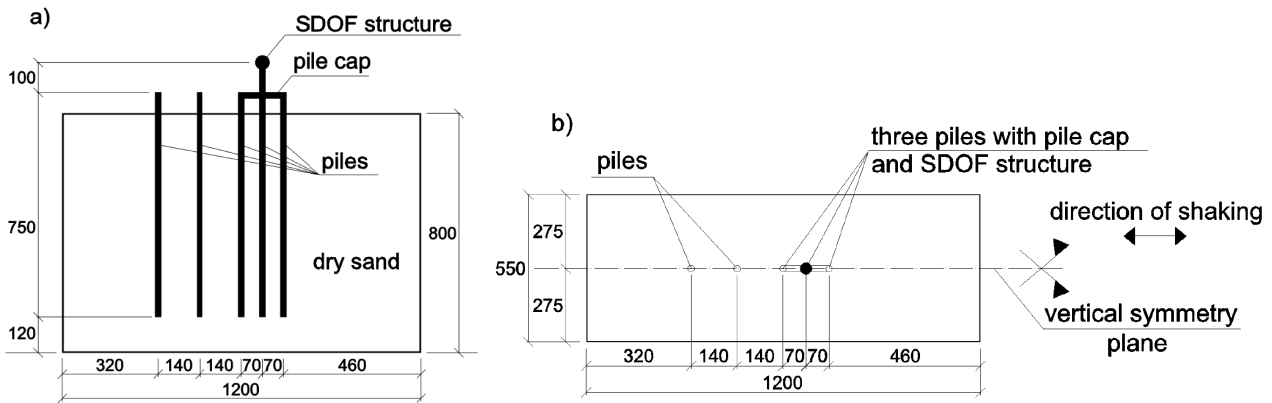 a)
SDOF structure
pile cap
100
piles
750
800
dry sand
120
320 140 140 70 70 460
1200
b)
three piles with pile cap
and SDOF structure
piles
direction of shaking
275
550
275
vertical symmetry
plane
320 140 140 70 70 460
1200